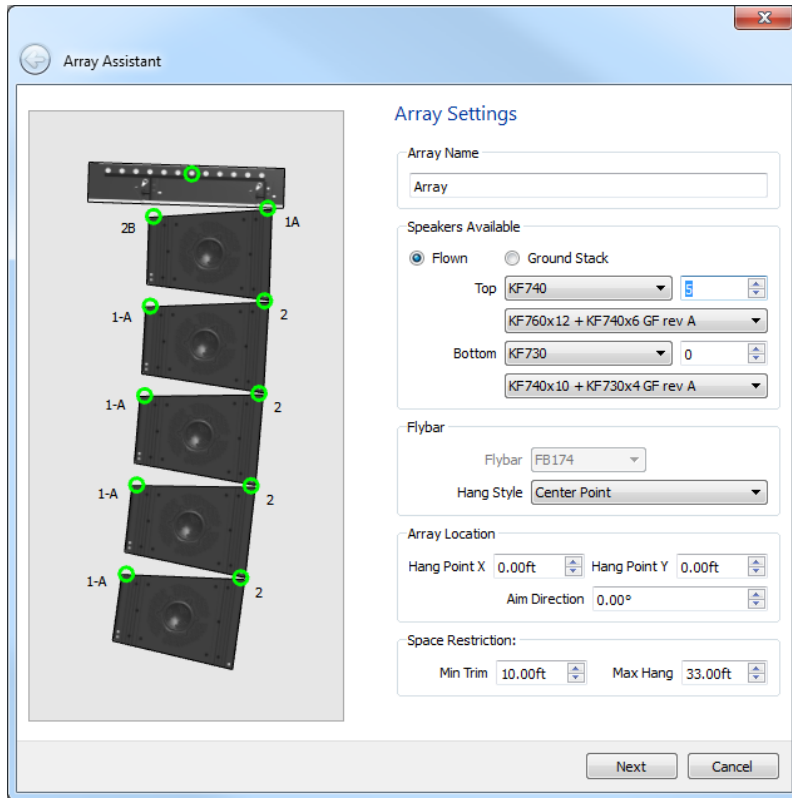 Array Assistant
2B
1A
1-A
2
1-A
2
1-A
2
1-A
2
Array Settings
Array Name
Array
Speakers Available
Flown Ground Stack
Top KF740 5
KF760x12 + KF740x6 GF rev A
Bottom KF730 0
KF740x10 + KF730x4 GF rev A
Flybar
Flybar FB174
Hang Style Center Point
Array Location
Hang Point X 0.00ft Hang Point Y 0.00ft
Aim Direction 0.00°
Space Restriction:
Min Trim 10.00ft Max Hang 33.00ft
Next Cancel